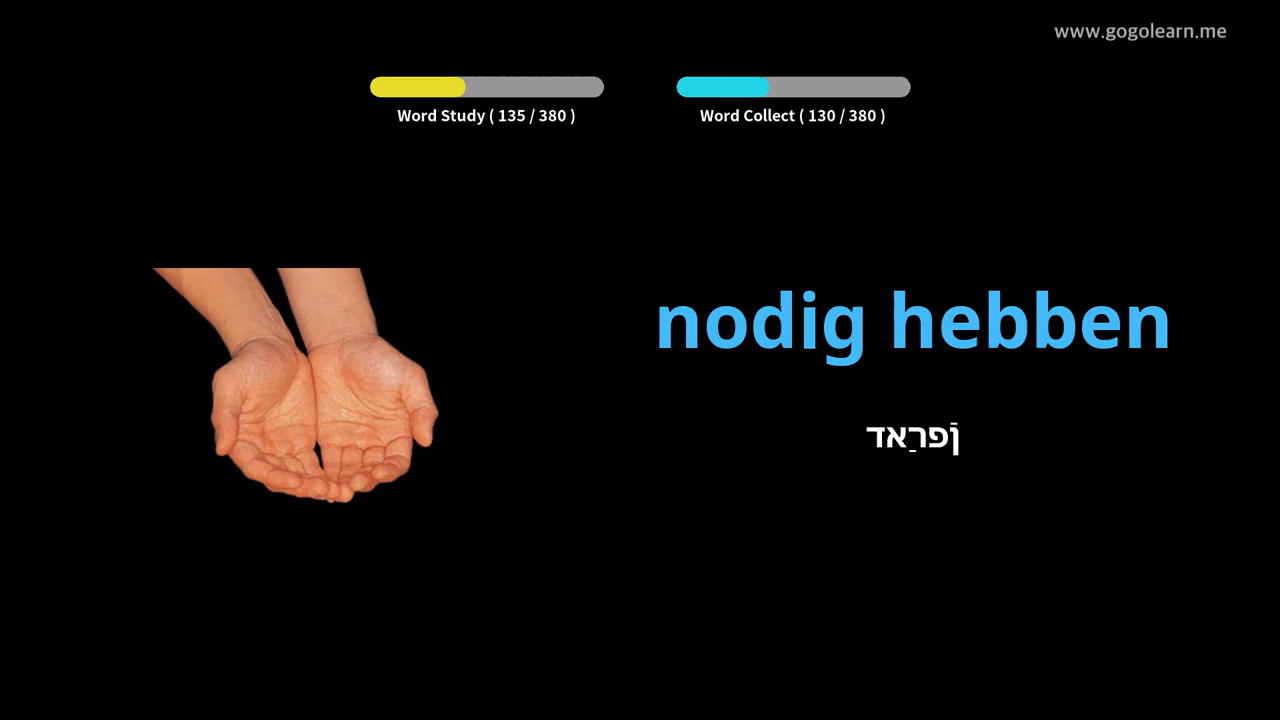 www.gogolearn.me
Word Study ( 135 / 380 )
Word Collect ( 130 / 380 )
nodig hebben
ןֿפרַאד